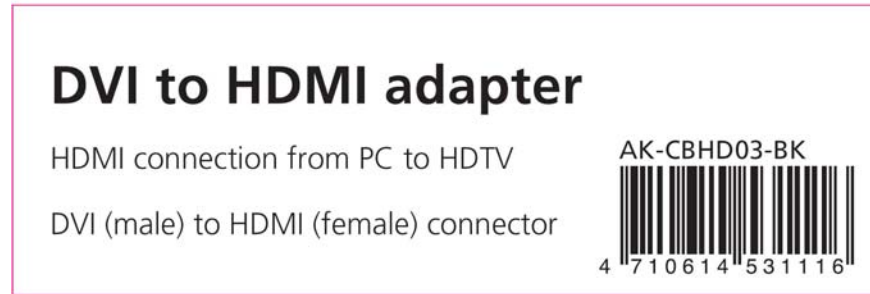 DVI to HDMI adapter
HDMI connection from PC to HDTV
DVI (male) to HDMI (female) connector
AK-CBHD03-BK
4 710614 531116